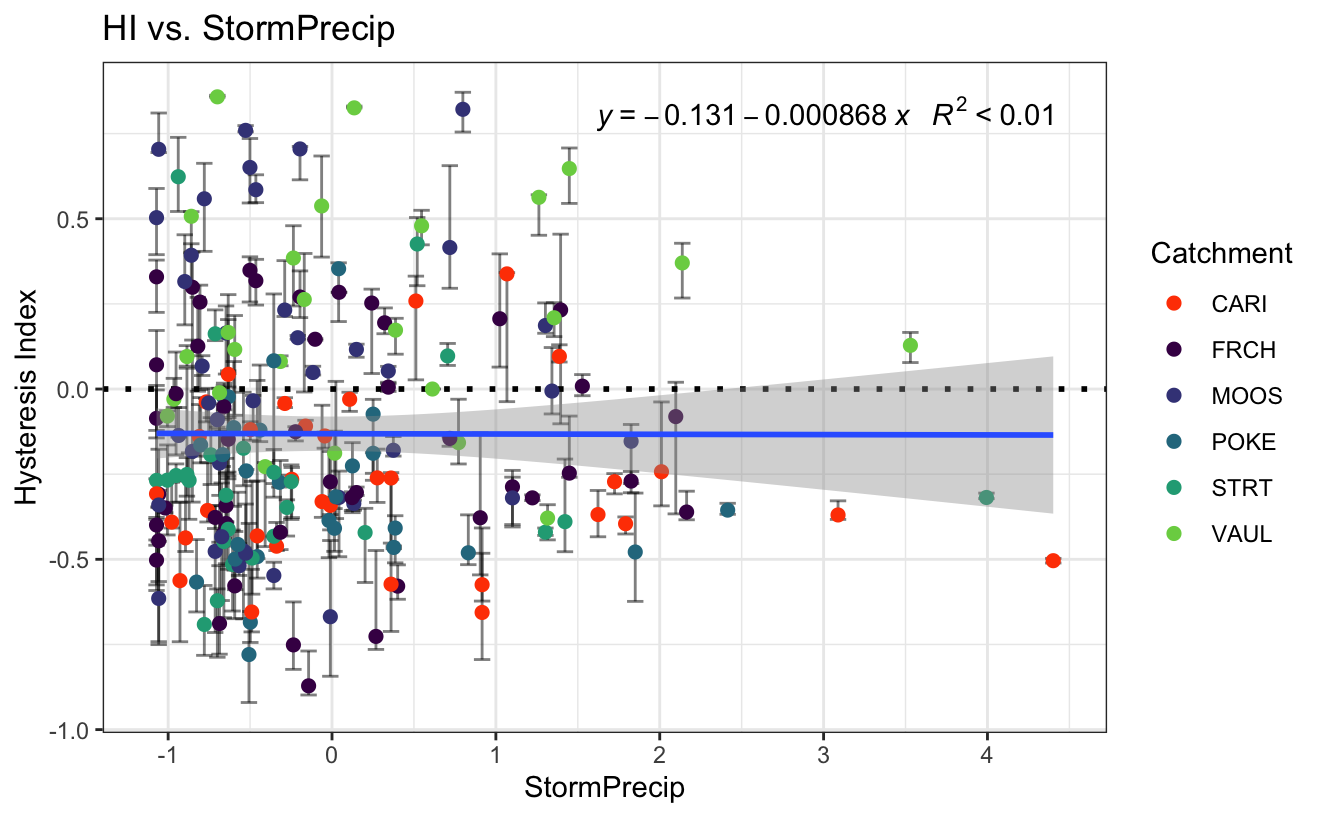 HI vs. StormPrecip
y = −0.131 − 0.000868 x R² < 0.01
Hysteresis Index
0.5
0.0
-0.5
-1.0
-1 0 1 2 3 4
StormPrecip
Catchment
CARI
FRCH
MOOS
POKE
STRT
VAUL